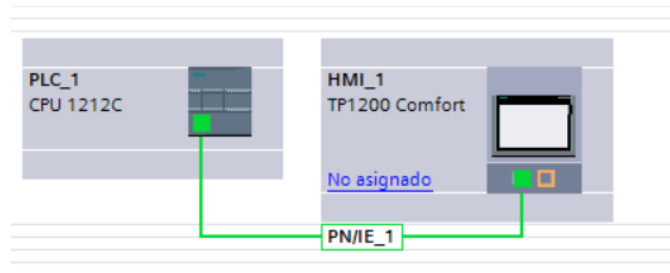 PLC_1
CPU 1212C
HMI_1
TP1200 Comfort
No asignado
PN/IE_1